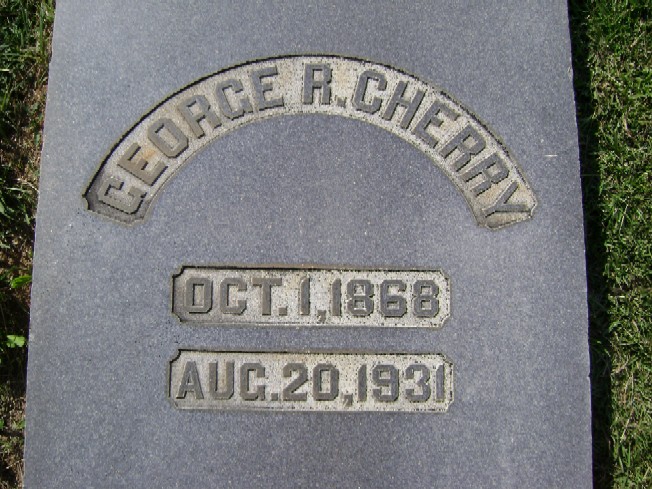 GEORGE R. CHERRY
OCT. 1, 1868
AUG. 20, 1931